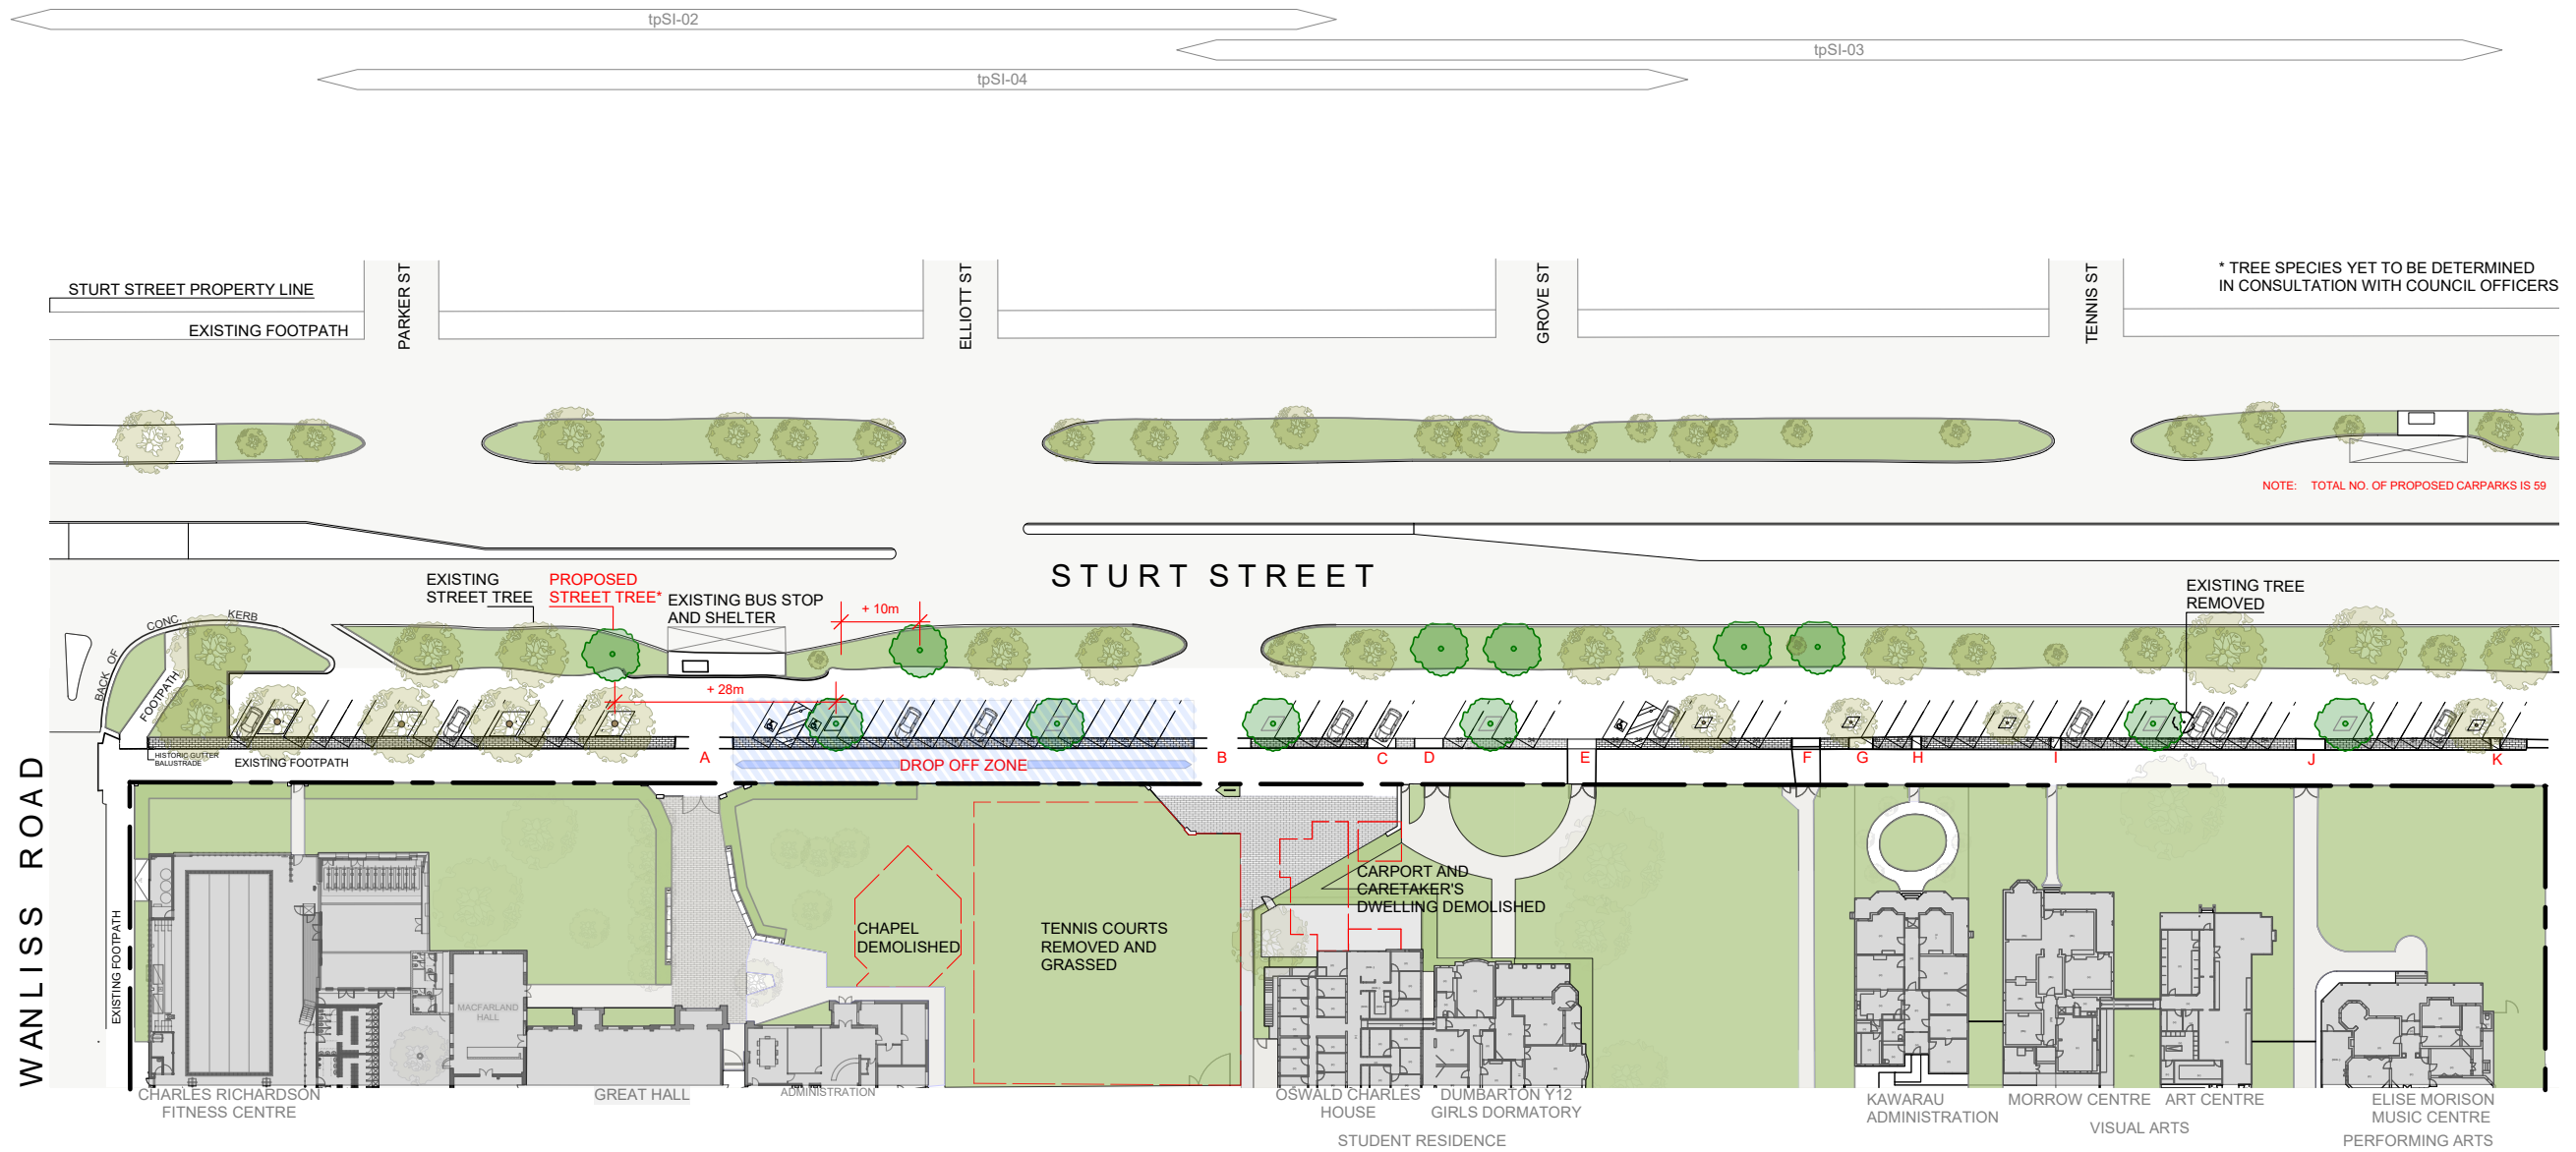 tpSI-02
tpSI-03
tpSI-04
STURT STREET PROPERTY LINE
EXISTING FOOTPATH
PARKER ST
ELLIOTT ST
GROVE ST
TENNIS ST
* TREE SPECIES YET TO BE DETERMINED
IN CONSULTATION WITH COUNCIL OFFICERS
NOTE: TOTAL NO. OF PROPOSED CARPARKS IS 59
STURT STREET
EXISTING
STREET TREE
PROPOSED
STREET TREE*
EXISTING BUS STOP
AND SHELTER
+ 10m
EXISTING TREE
REMOVED
BACK OF
CONC.
KERB
FOOTPATH
+ 28m
HISTORIC GUTTER
BALUSTRADE
EXISTING FOOTPATH
A
DROP OFF ZONE
B
C
D
E
F
G
H
I
J
K
WANLISS ROAD
EXISTING FOOTPATH
CHAPEL
DEMOLISHED
TENNIS COURTS
REMOVED AND
GRASSED
CARPORT AND
CARETAKER'S
DWELLING DEMOLISHED
MACFARLAND
HALL
CHARLES RICHARDSON
FITNESS CENTRE
GREAT HALL
ADMINISTRATION
OSWALD CHARLES
HOUSE
DUMBARTON Y12
GIRLS DORMATORY
STUDENT RESIDENCE
KAWARAU
ADMINISTRATION
MORROW CENTRE
ART CENTRE
VISUAL ARTS
ELISE MORISON
MUSIC CENTRE
PERFORMING ARTS